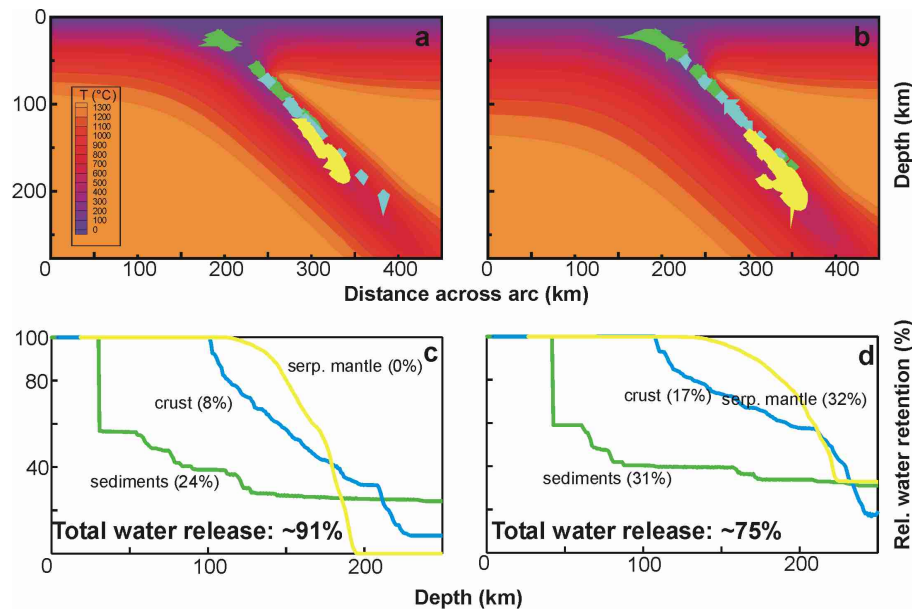 0
100
200
a
T (°C)
1300
1200
1100
1000
900
800
700
600
500
400
300
200
100
0
b
Depth (km)
0 100 200 300 400
0 100 200 300 400
Distance across arc (km)
100
80
40
c
serp. mantle (0%)
crust (8%)
sediments (24%)
Total water release: ~91%
0 100 200
d
crust (17%)
serp. mantle (32%)
sediments (31%)
Total water release: ~75%
0 100 200
Rel. water retention (%)
Depth (km)